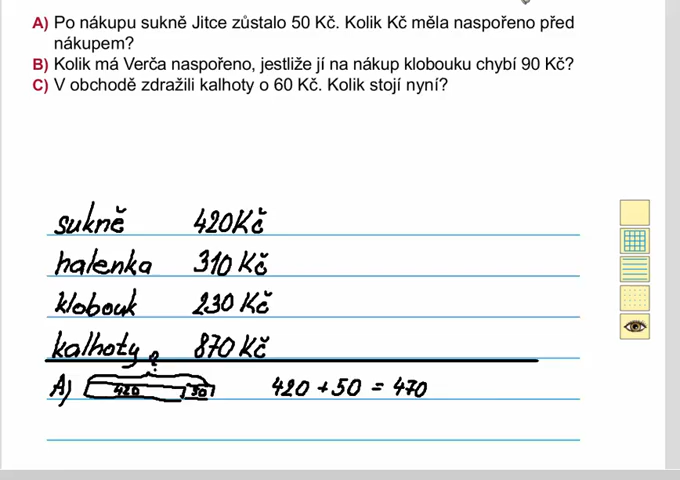 A) Po nákupu sukně Jitce zůstalo 50 Kč. Kolik Kč měla naspořeno před
nákupem?
B) Kolik má Verča naspořeno, jestliže jí na nákup klobouku chybí 90 Kč?
C) V obchodě zdražili kalhoty o 60 Kč. Kolik stojí nyní?
sukně 420Kč
halenka 310 Kč
klobouk 230 Kč
kalhoty 870 Kč
?
A) 420 50 420 + 50 = 470